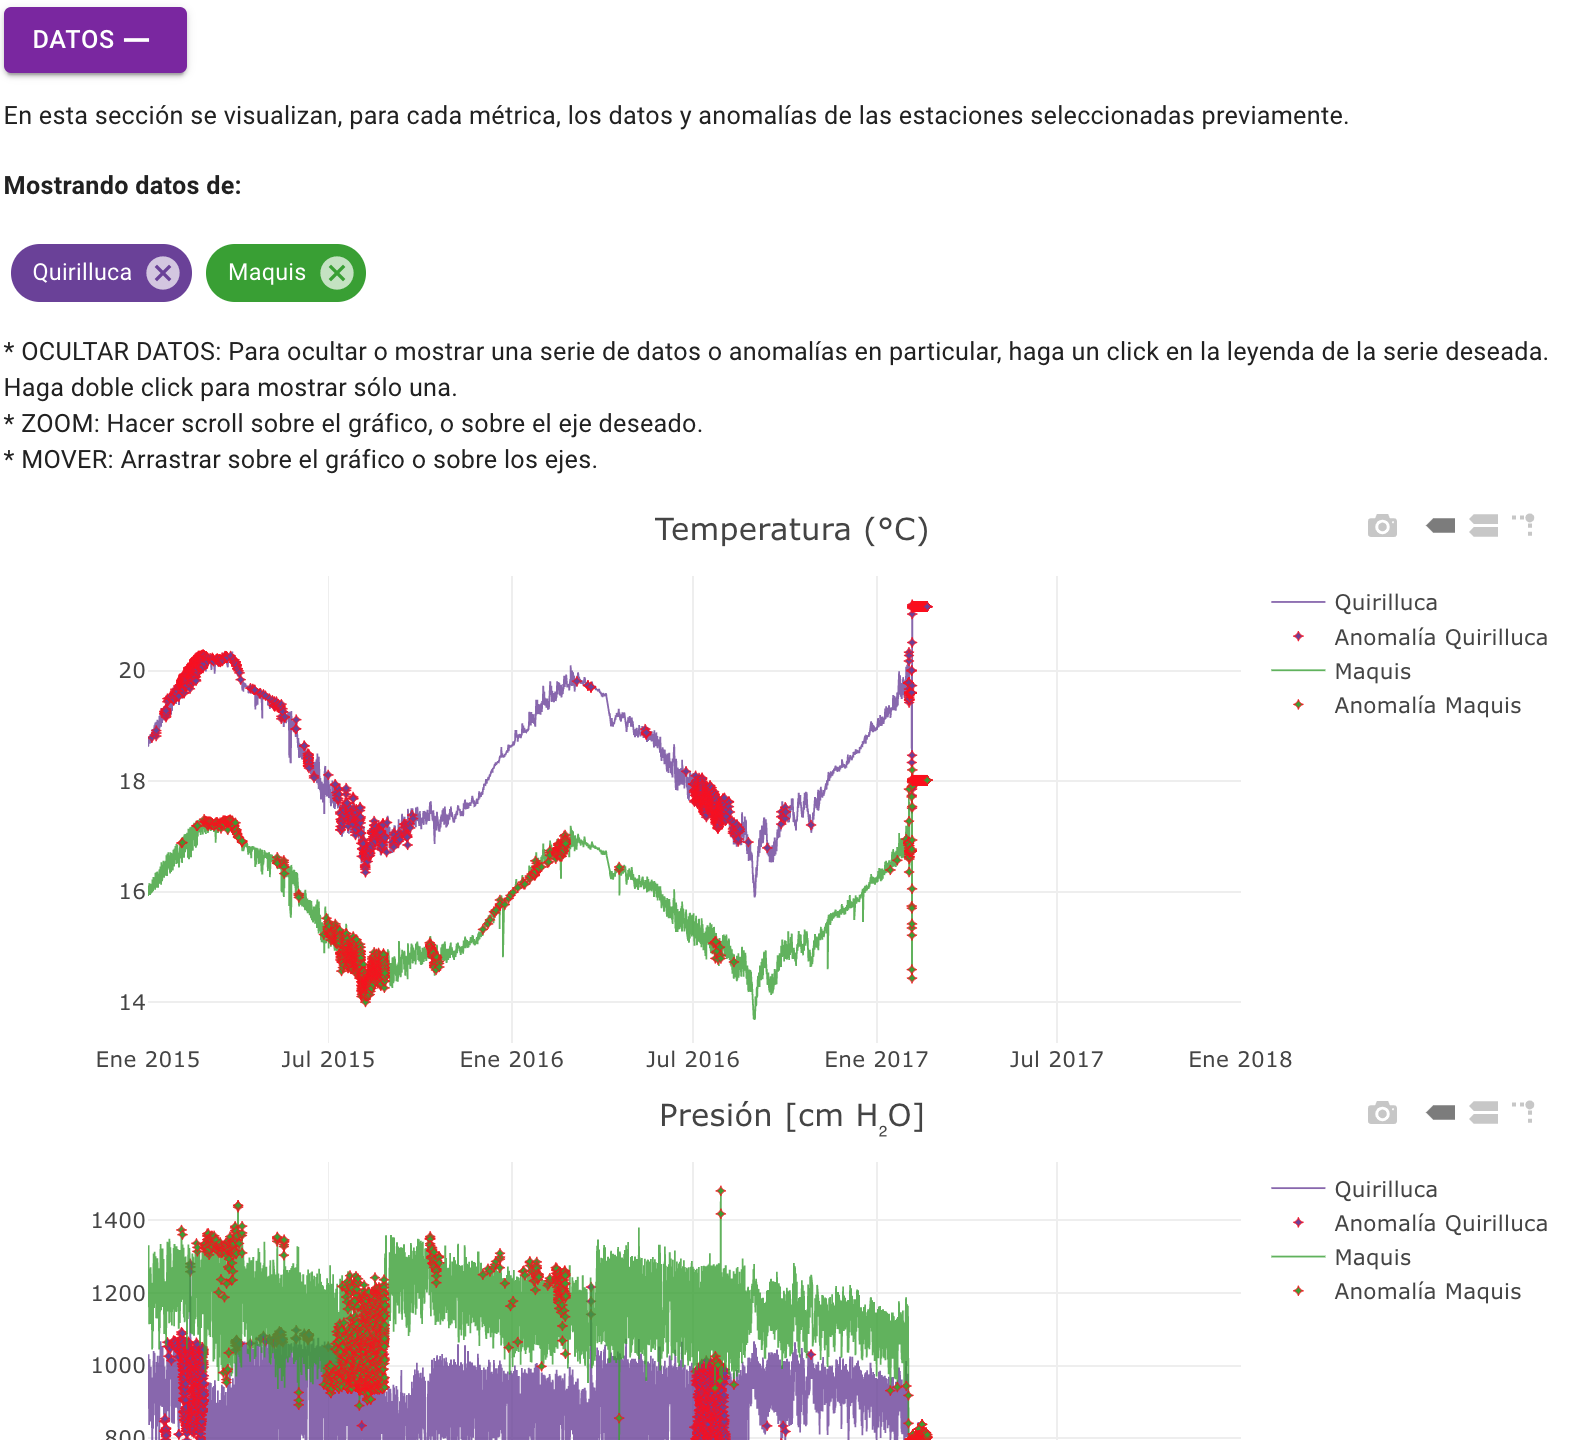 DATOS —
En esta sección se visualizan, para cada métrica, los datos y anomalías de las estaciones seleccionadas previamente.
Mostrando datos de:
Quirilluca
Maquis
* OCULTAR DATOS: Para ocultar o mostrar una serie de datos o anomalías en particular, haga un click en la leyenda de la serie deseada.
Haga doble click para mostrar sólo una.
* ZOOM: Hacer scroll sobre el gráfico, o sobre el eje deseado.
* MOVER: Arrastrar sobre el gráfico o sobre los ejes.
Temperatura (°C)
Quirilluca
Anomalía Quirilluca
Maquis
Anomalía Maquis
20
18
16
14
Ene 2015 Jul 2015 Ene 2016 Jul 2016 Ene 2017 Jul 2017 Ene 2018
Presión [cm H₂O]
Quirilluca
Anomalía Quirilluca
Maquis
Anomalía Maquis
1400
1200
1000
800